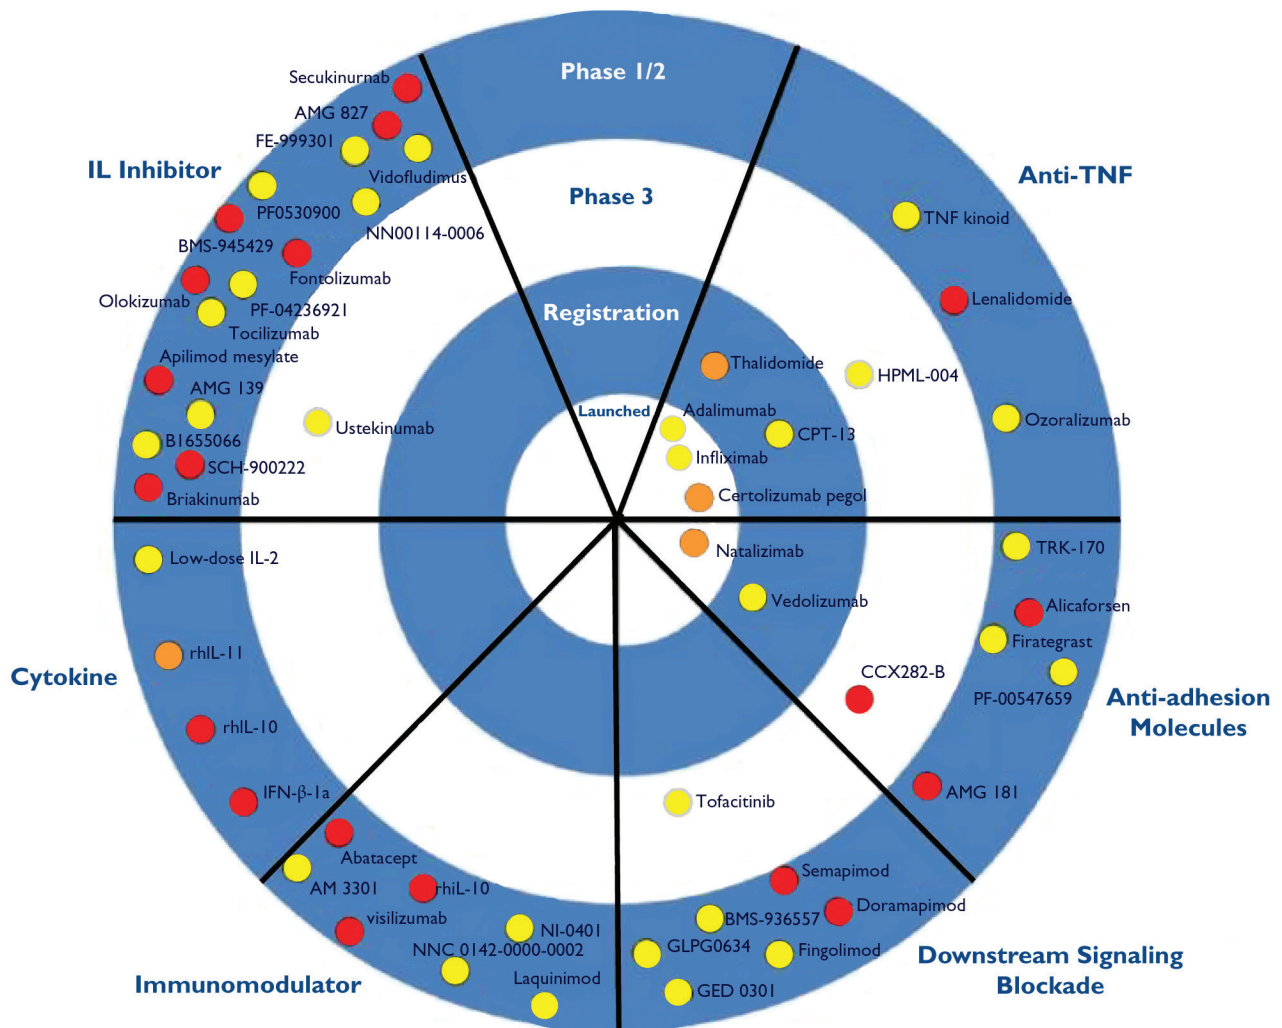 Phase 1/2
Phase 3
Registration
Launched
IL Inhibitor
Secukinurnab
AMG 827
FE-999301
Vidofludimus
PF0530900
NN00114-0006
BMS-945429
Fontolizumab
Olokizumab
PF-04236921
Tocilizumab
Apilimod mesylate
AMG 139
B1655066
SCH-900222
Briakinumab
Ustekinumab
Anti-TNF
TNF kinoid
Lenalidomide
Thalidomide
HPML-004
Adalimumab
CPT-13
Ozoralizumab
Infliximab
Certolizumab pegol
Natalizimab
Vedolizumab
TRK-170
Alicaforsen
Firategrast
PF-00547659
CCX282-B
AMG 181
Anti-adhesion
Molecules
Cytokine
Low-dose IL-2
rhIL-11
rhIL-10
IFN-β-1a
Immunomodulator
Abatacept
AM 3301
rhiL-10
visilizumab
NI-0401
NNC 0142-0000-0002
Laquinimod
Tofacitinib
Semapimod
Doramapimod
BMS-936557
GLPG0634
Fingolimod
GED 0301
Downstream Signaling
Blockade